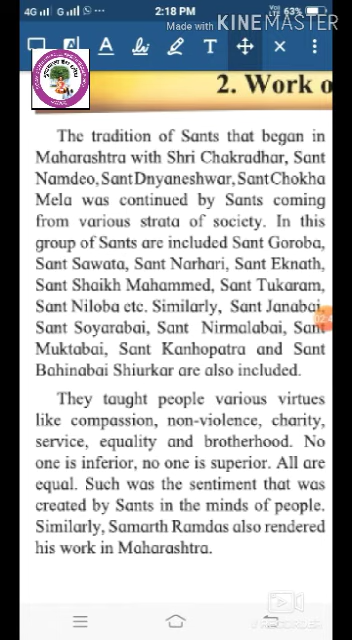 4G 4G 2:18 PM 63%
Made with KINEMASTER
2. Work o
The tradition of Sants that began in
Maharashtra with Shri Chakradhar, Sant
Namdeo, Sant Dnyaneshwar, Sant Chokha
Mela was continued by Sants coming
from various strata of society. In this
group of Sants are included Sant Goroba,
Sant Sawata, Sant Narhari, Sant Eknath,
Sant Shaikh Mahammed, Sant Tukaram,
Sant Niloba etc. Similarly, Sant Janabai,
Sant Soyarabai, Sant Nirmalabai, Sant
Muktabai, Sant Kanhopatra and Sant
Bahinabai Shiurkar are also included.
They taught people various virtues
like compassion, non-violence, charity,
service, equality and brotherhood. No
one is inferior, no one is superior. All are
equal. Such was the sentiment that was
created by Sants in the minds of people.
Similarly, Samarth Ramdas also rendered
his work in Maharashtra.
RECORDER